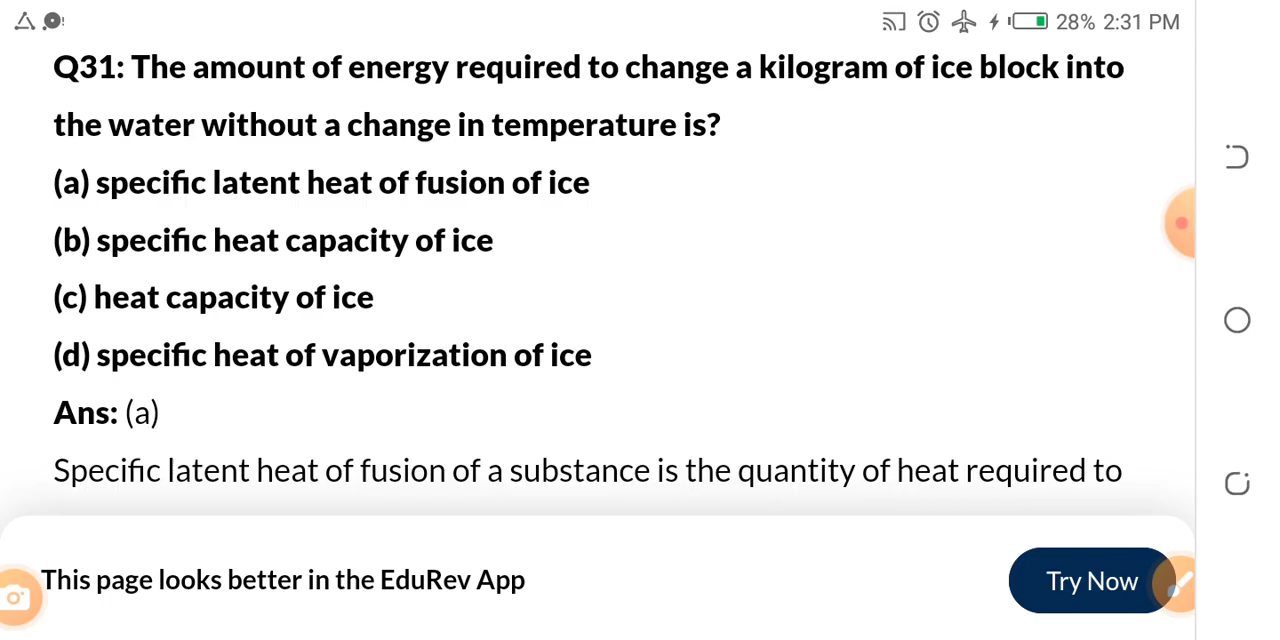 28% 2:31 PM
Q31: The amount of energy required to change a kilogram of ice block into
the water without a change in temperature is?
(a) specific latent heat of fusion of ice
(b) specific heat capacity of ice
(c) heat capacity of ice
(d) specific heat of vaporization of ice
Ans: (a)
Specific latent heat of fusion of a substance is the quantity of heat required to
This page looks better in the EduRev App
Try Now